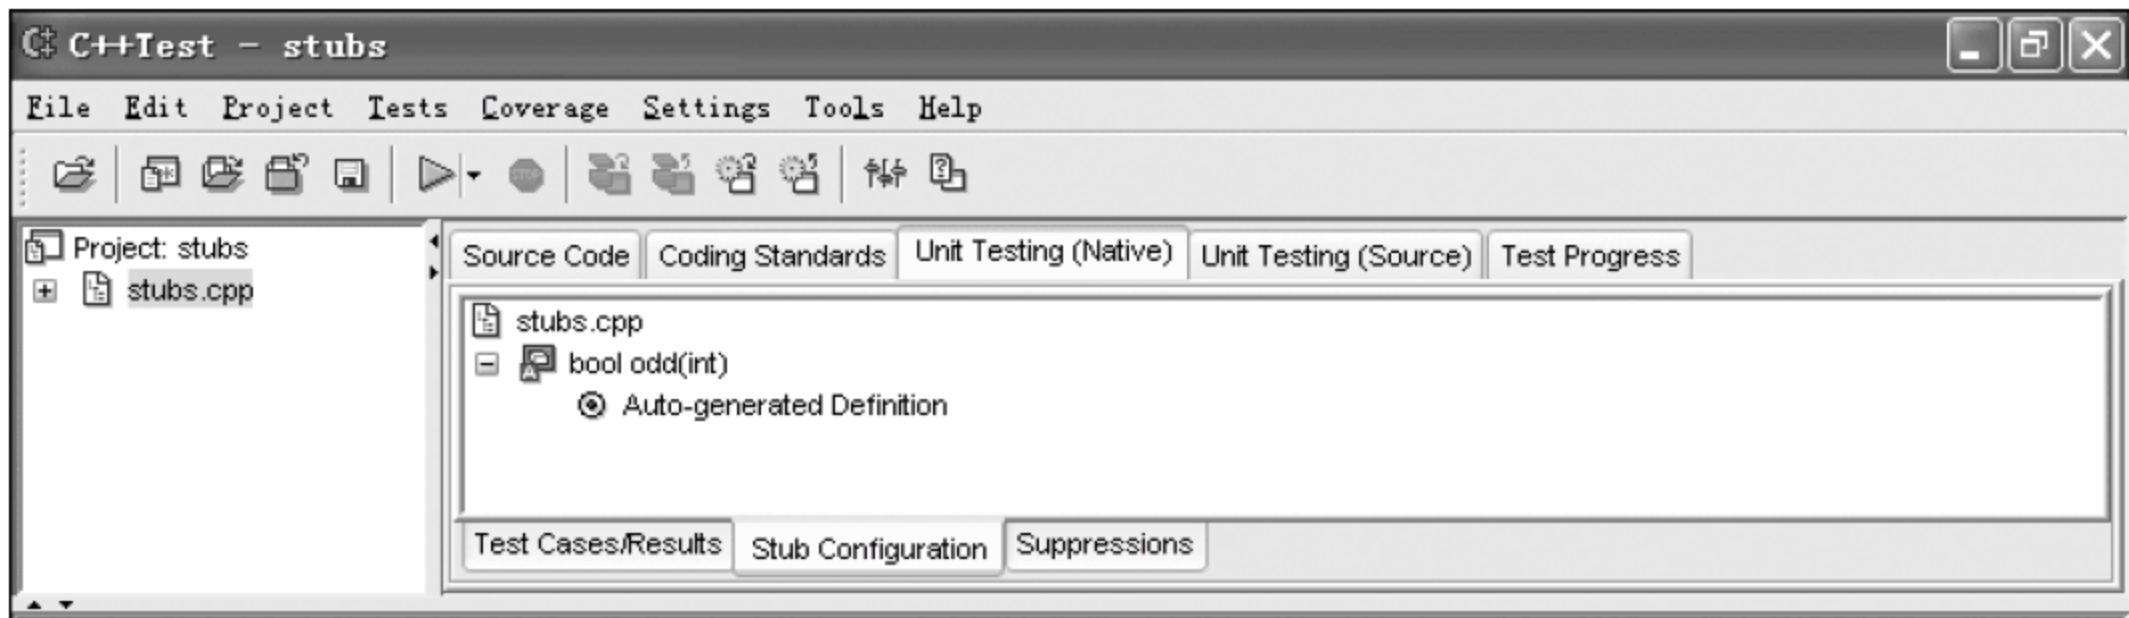 C++Test - stubs
File Edit Project Tests Coverage Settings Tools Help
STOP
Project: stubs
stubs.cpp
Source Code Coding Standards Unit Testing (Native) Unit Testing (Source) Test Progress
stubs.cpp
bool odd(int)
Auto-generated Definition
Test Cases/Results Stub Configuration Suppressions